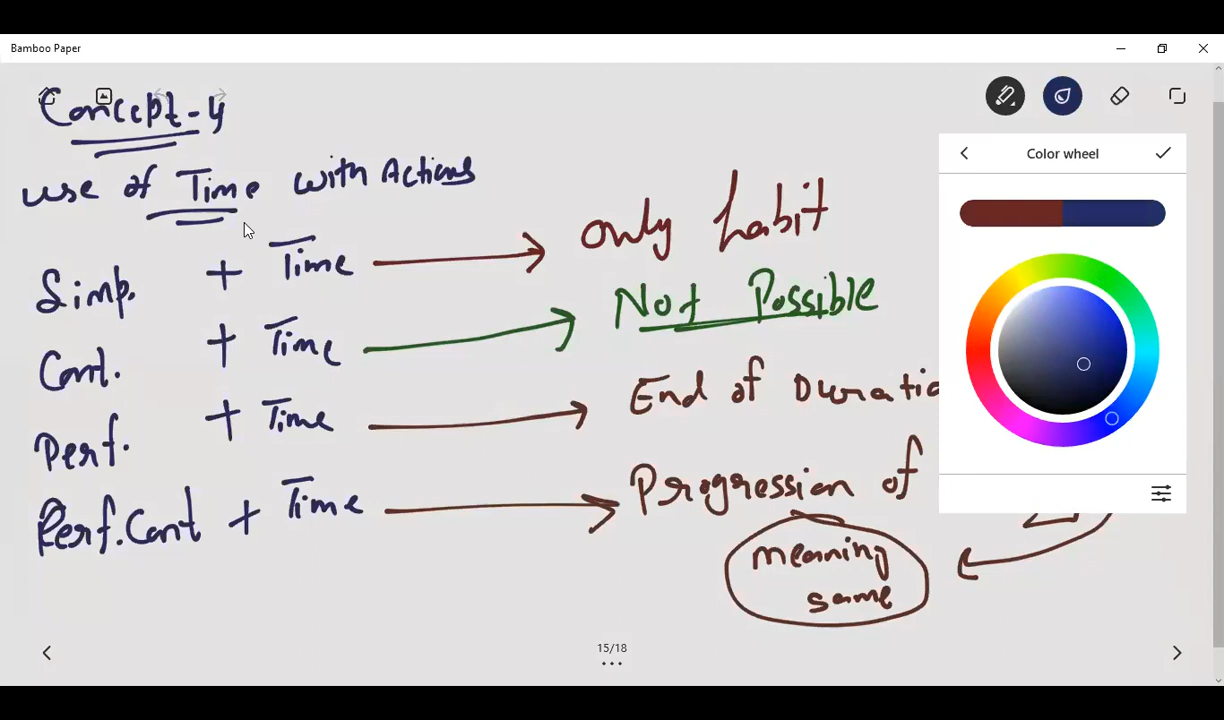 Bamboo Paper
Concept-4
Use of Time with Actions
Color wheel
Simp. + Time → Only habit
Cont. + Time → Not Possible
Perf. + Time → End of Duratio
Perf.Cont + Time → Progression of
meaning
same
15/18